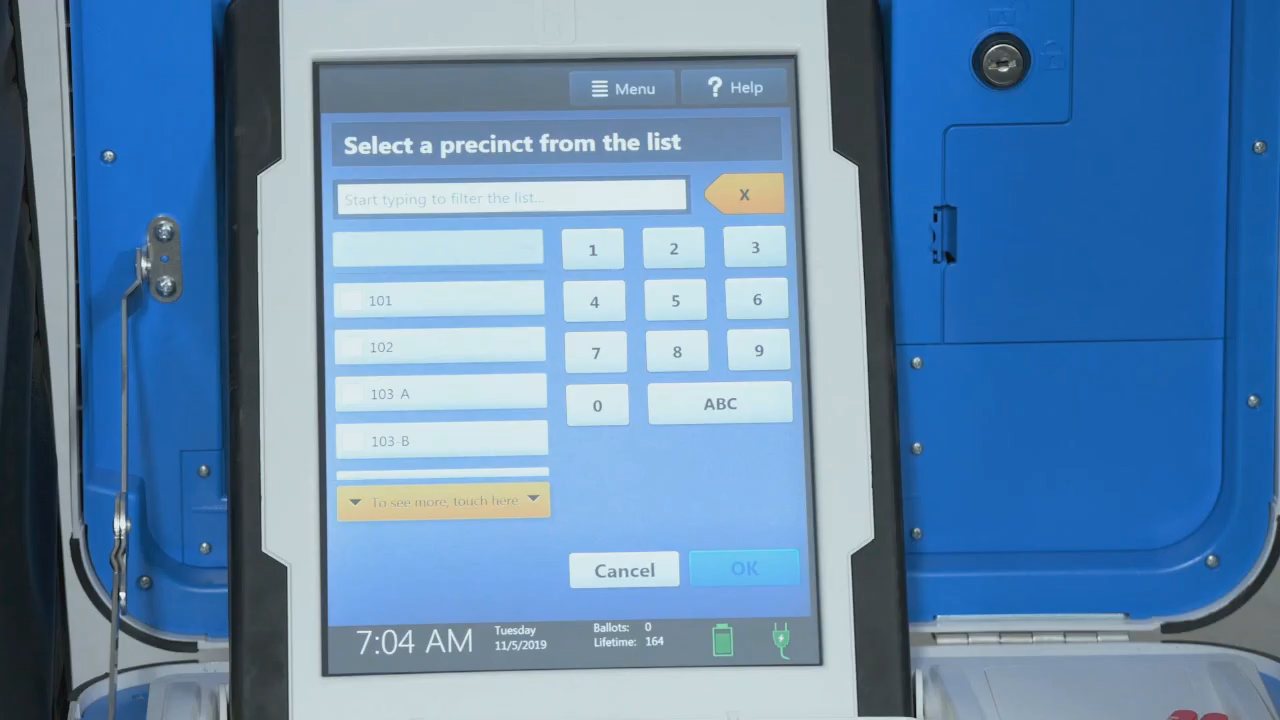 Menu
? Help
Select a precinct from the list
Start typing to filter the list...
X
1 2 3
101
4 5 6
102
7 8 9
103 A
0 ABC
103 B
To see more, touch here
Cancel OK
7:04 AM
Tuesday
11/5/2019
Ballots: 0
Lifetime: 164